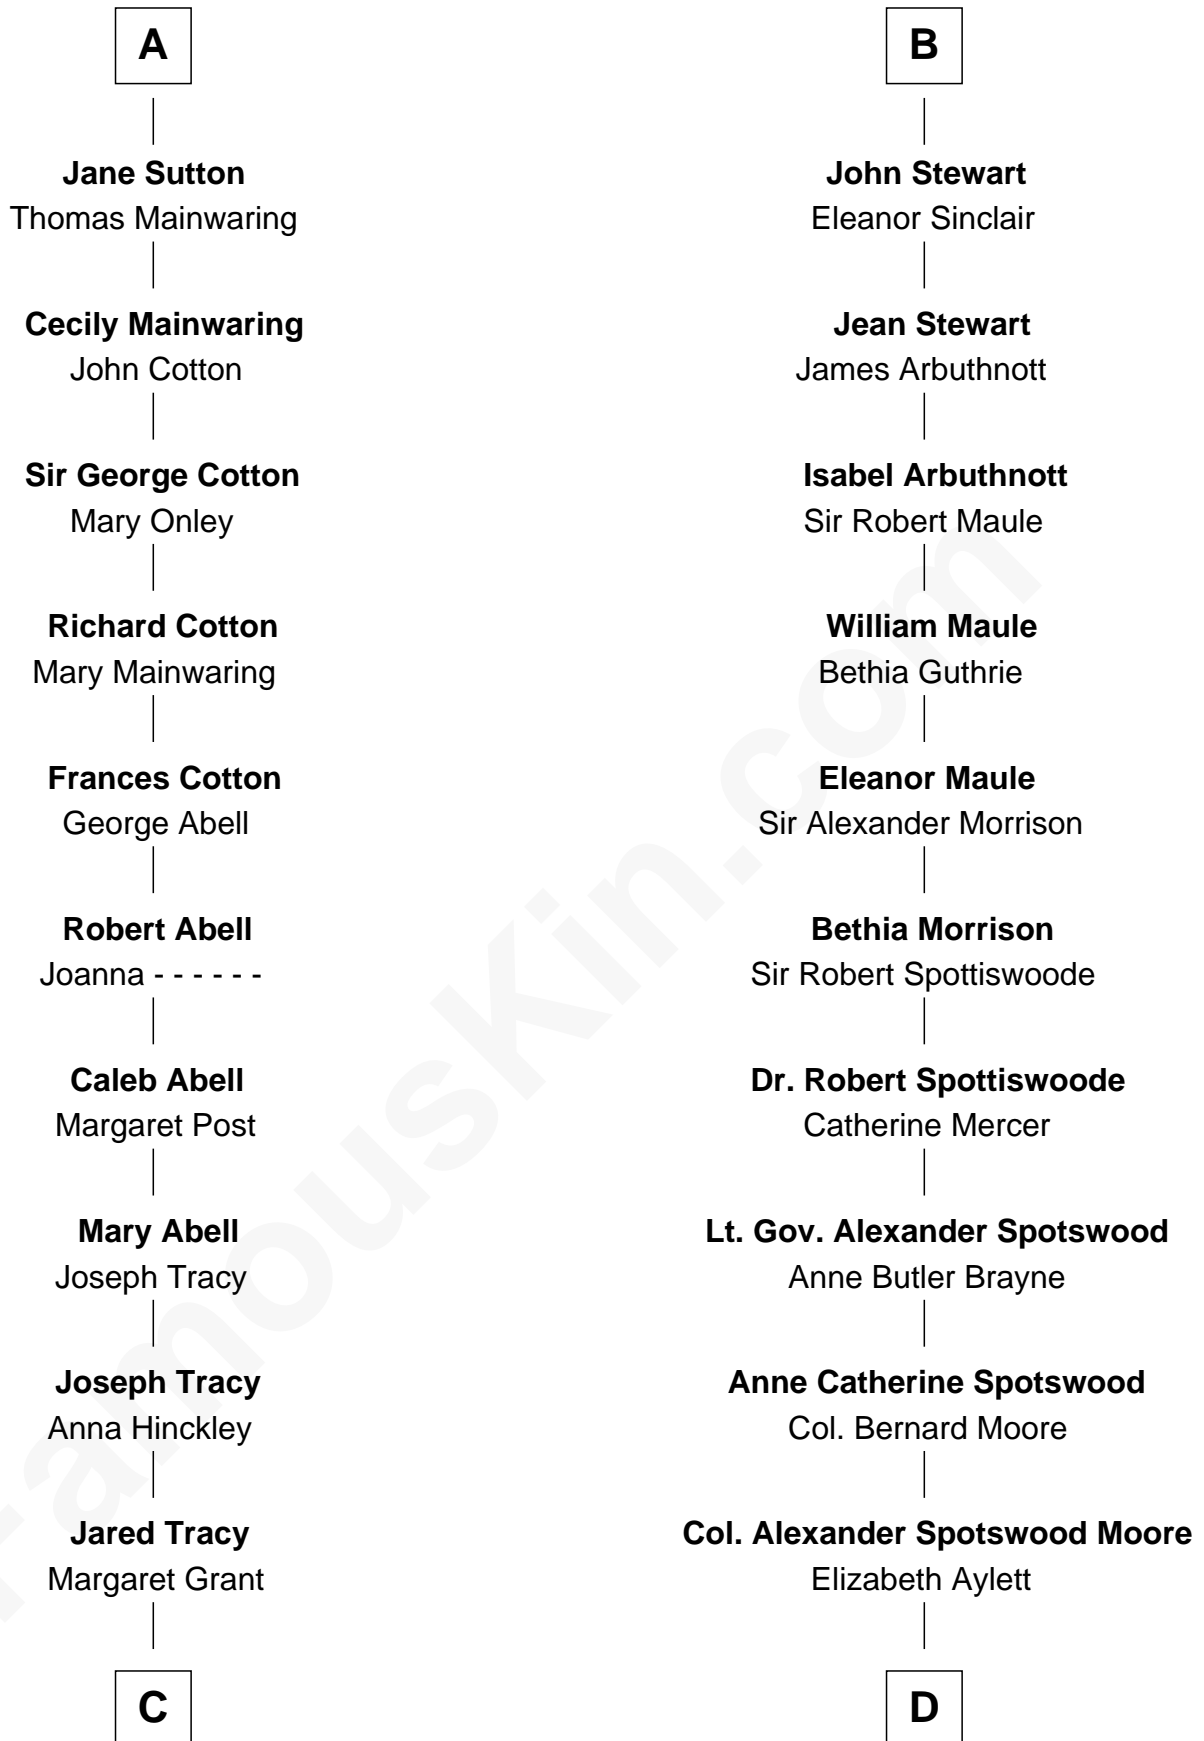 A
Jane Sutton
Thomas Mainwaring
Cecily Mainwaring
John Cotton
Sir George Cotton
Mary Onley
Richard Cotton
Mary Mainwaring
Frances Cotton
George Abell
Robert Abell
Joanna - - - - - -
Caleb Abell
Margaret Post
Mary Abell
Joseph Tracy
Joseph Tracy
Anna Hinckley
Jared Tracy
Margaret Grant
C
B
John Stewart
Eleanor Sinclair
Jean Stewart
James Arbuthnott
Isabel Arbuthnott
Sir Robert Maule
William Maule
Bethia Guthrie
Eleanor Maule
Sir Alexander Morrison
Bethia Morrison
Sir Robert Spottiswoode
Dr. Robert Spottiswoode
Catherine Mercer
Lt. Gov. Alexander Spotswood
Anne Butler Brayne
Anne Catherine Spotswood
Col. Bernard Moore
Col. Alexander Spotswood Moore
Elizabeth Aylett
D
FamousKin.com